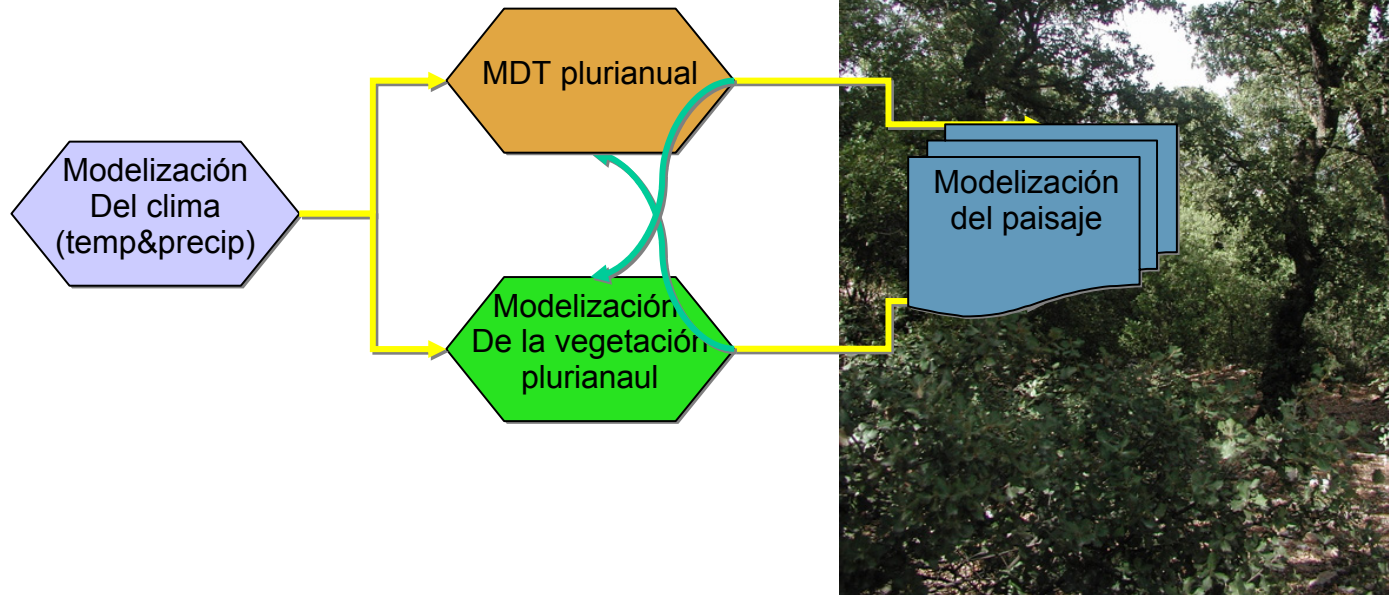 MDT plurianual
Modelización
Del clima
(temp&precip)
Modelización
De la vegetación
plurianaul
Modelización
del paisaje